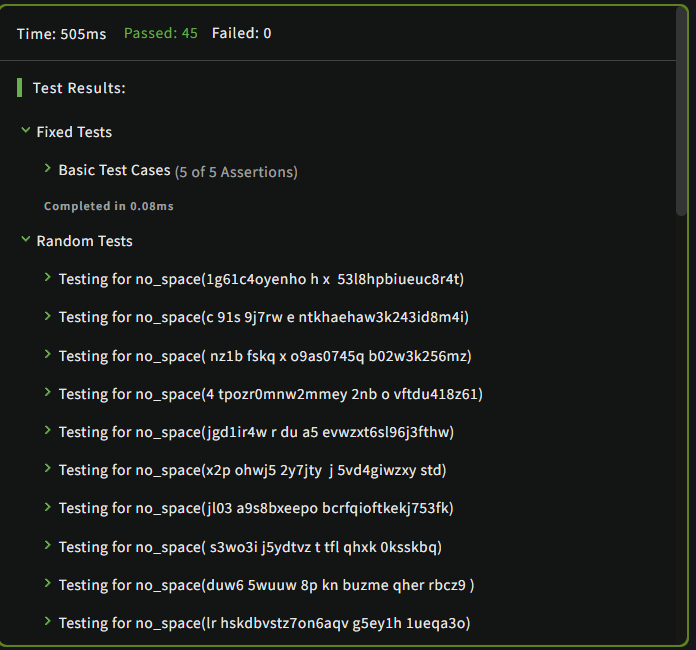 Time: 505ms Passed: 45 Failed: 0
Test Results:
Fixed Tests
Basic Test Cases (5 of 5 Assertions)
Completed in 0.08ms
Random Tests
Testing for no_space(1g61c4oyenho h x  53l8hpbiueuc8r4t)
Testing for no_space(c 91s 9j7rw e ntkhaehaw3k243id8m4i)
Testing for no_space( nz1b fskq x o9as0745q b02w3k256mz)
Testing for no_space(4 tpozr0mnw2mmey 2nb o vftdu418z61)
Testing for no_space(jgd1ir4w r du a5 evwzxt6sl96j3fthw)
Testing for no_space(x2p ohwj5 2y7jty  j 5vd4giwzxy std)
Testing for no_space(jl03 a9s8bxeepo bcrfqioftkekj753fk)
Testing for no_space( s3wo3i j5ydtvz t tfl qhxk 0ksskbq)
Testing for no_space(duw6 5wuuw 8p kn buzme qher rbcz9 )
Testing for no_space(lr hskdbvstz7on6aqv g5ey1h 1ueqa3o)